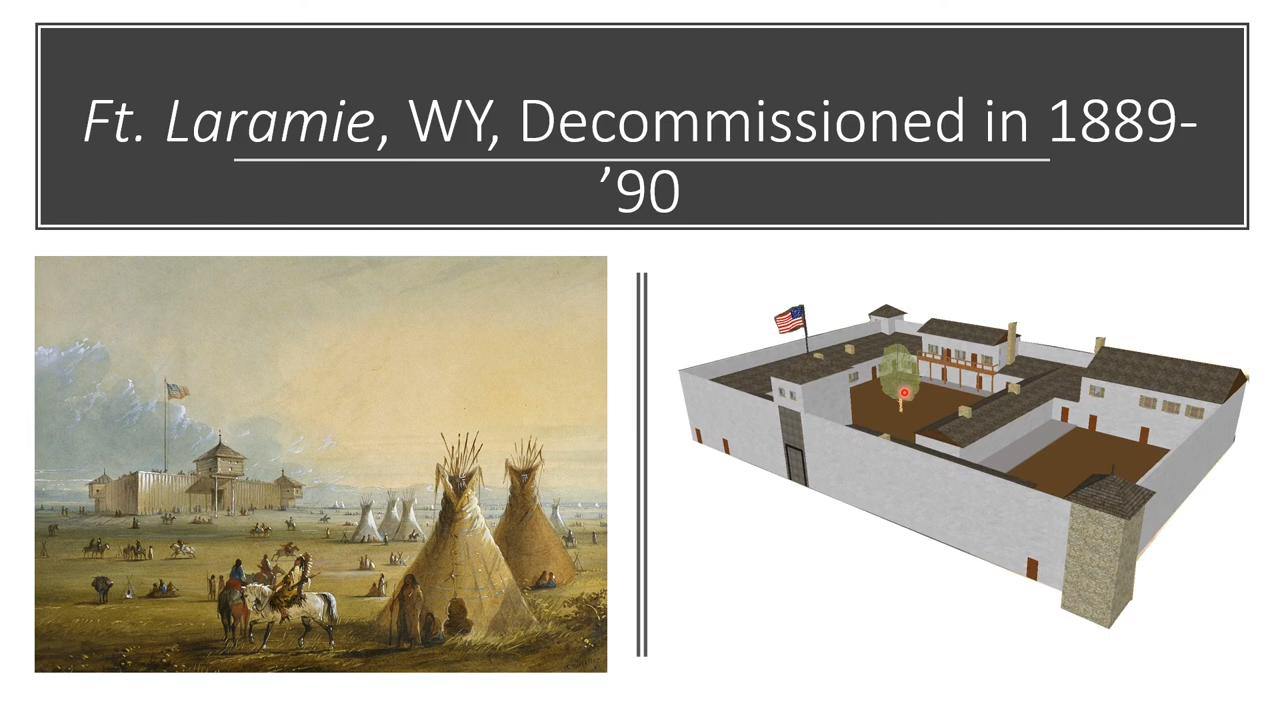 Ft. Laramie, WY, Decommissioned in 1889-
’90